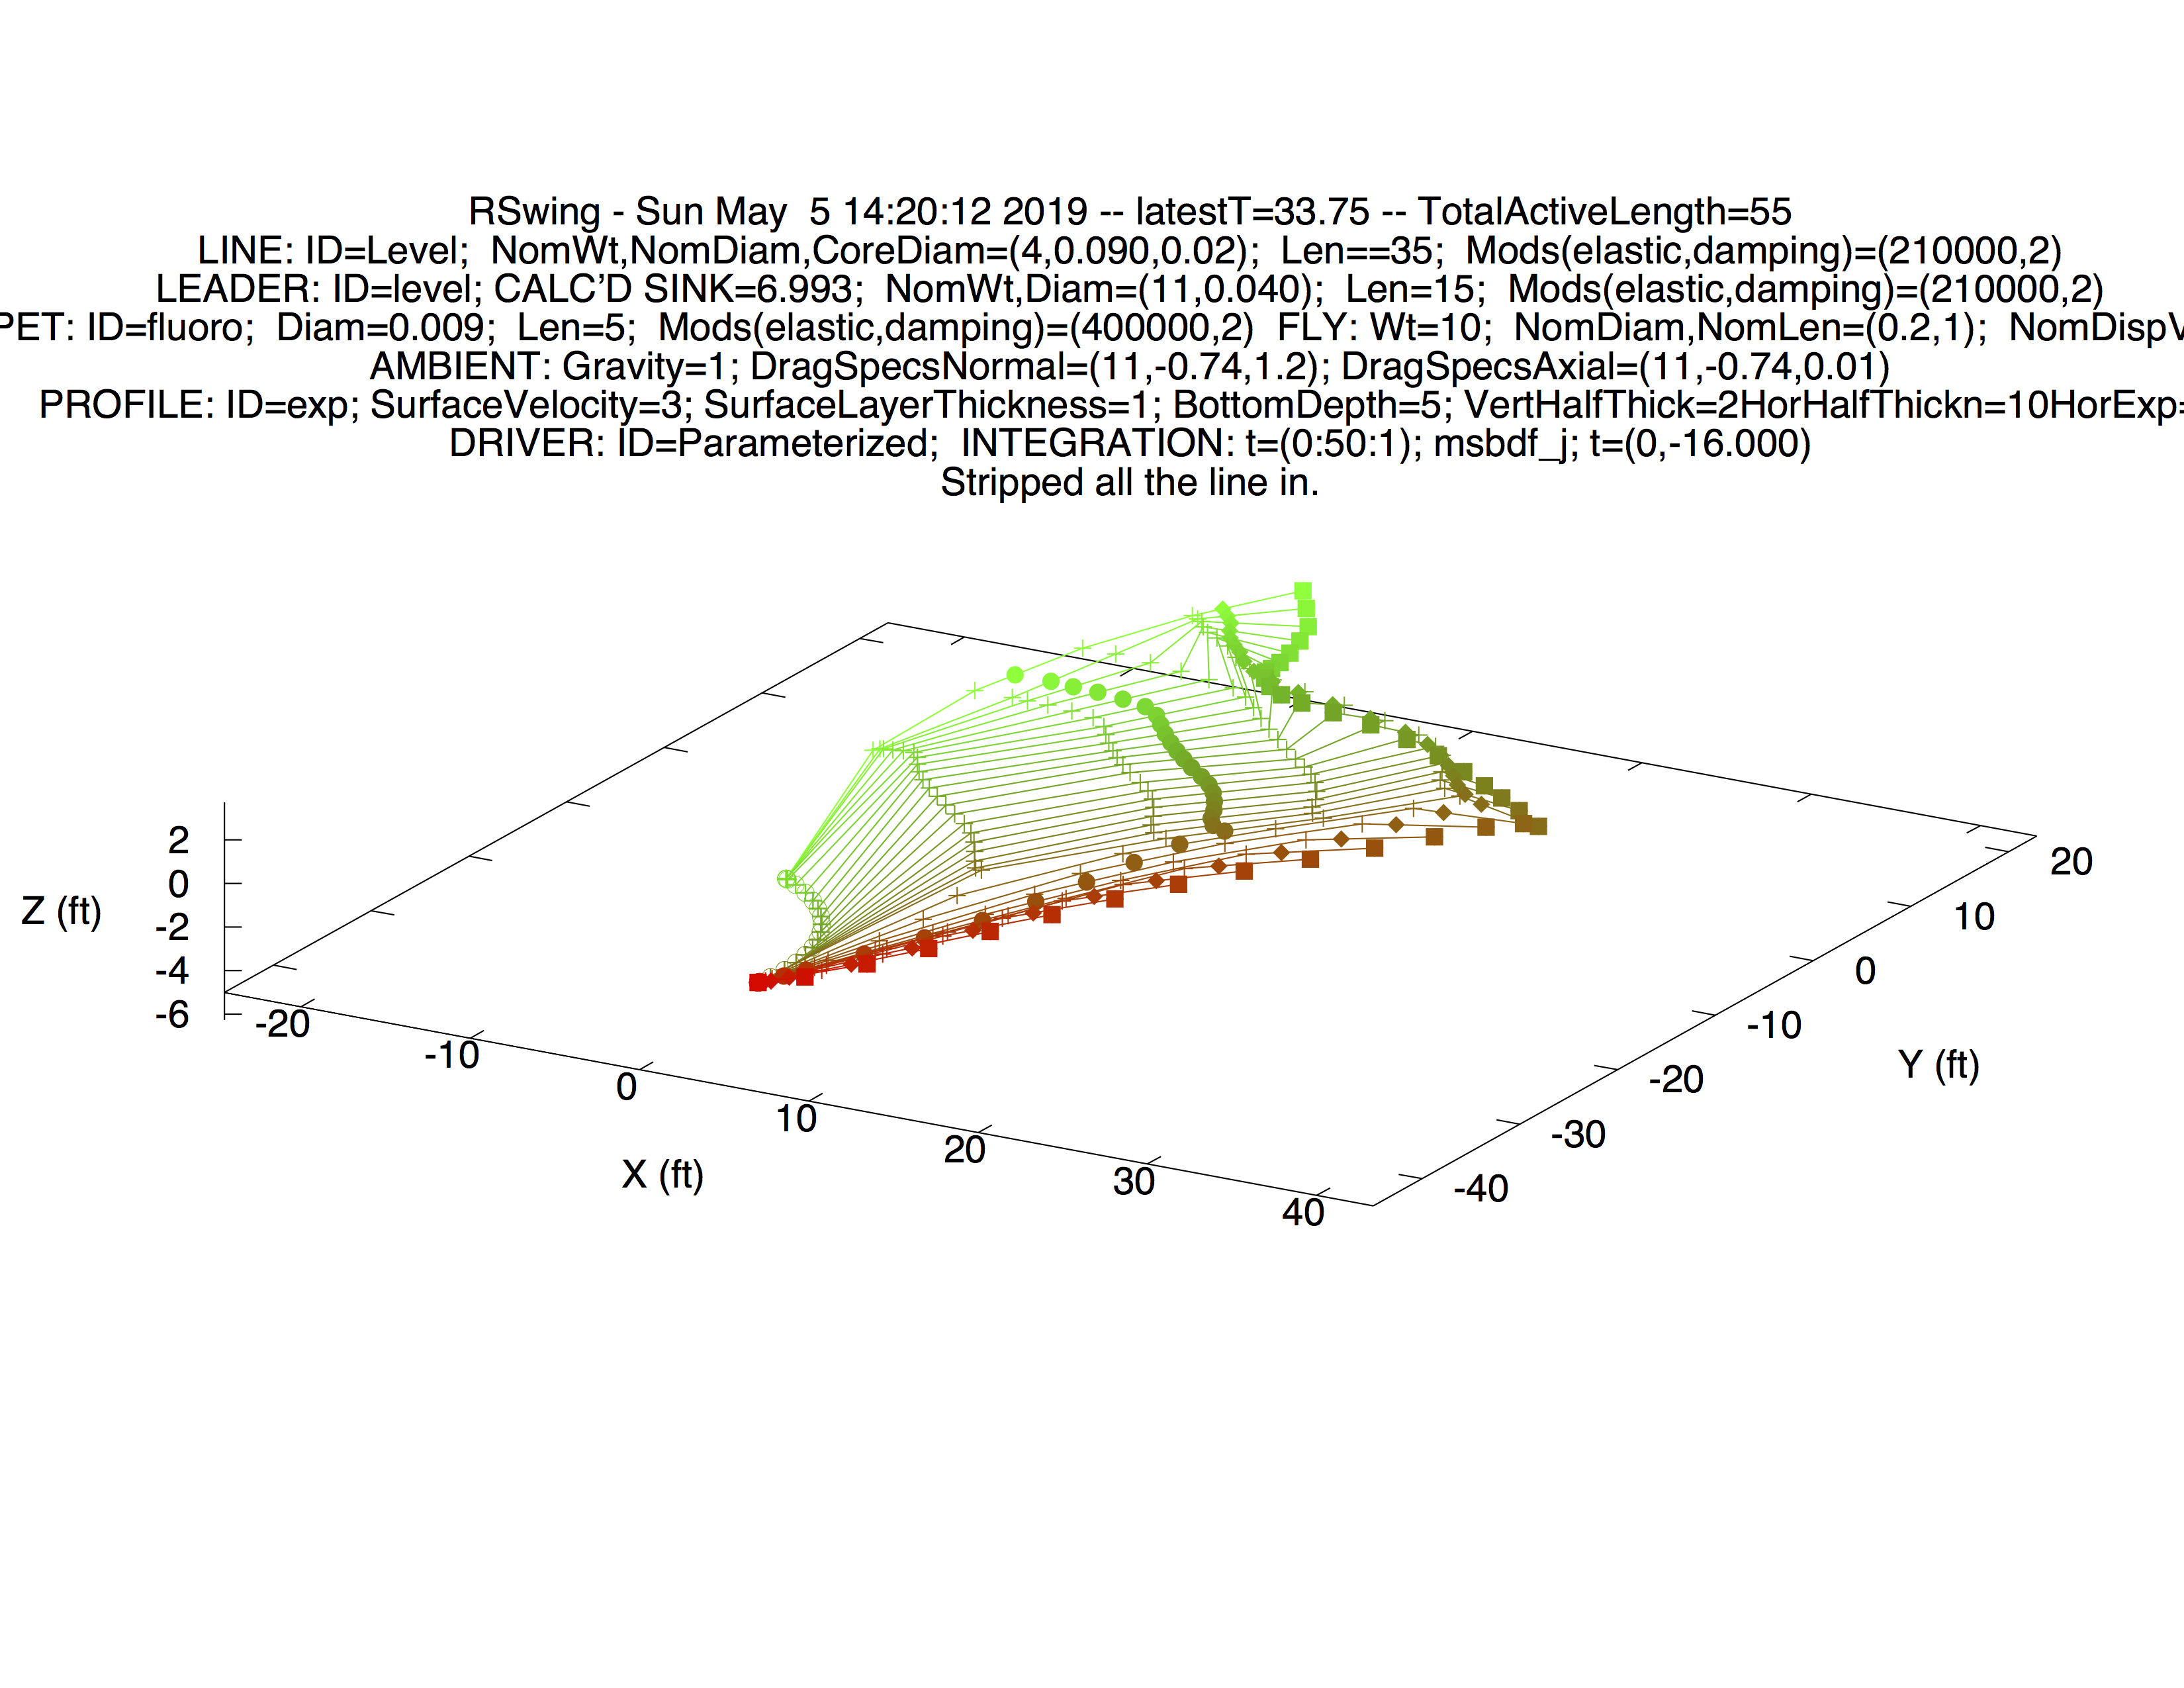 RSwing - Sun May  5 14:20:12 2019 -- latestT=33.75 -- TotalActiveLength=55
LINE: ID=Level;  NomWt,NomDiam,CoreDiam=(4,0.090,0.02);  Len==35;  Mods(elastic,damping)=(210000,2)
LEADER: ID=level; CALC’D SINK=6.993;  NomWt,Diam=(11,0.040);  Len=15;  Mods(elastic,damping)=(210000,2)
PET: ID=fluoro;  Diam=0.009;  Len=5;  Mods(elastic,damping)=(400000,2)  FLY: Wt=10;  NomDiam,NomLen=(0.2,1);  NomDispV
AMBIENT: Gravity=1; DragSpecsNormal=(11,-0.74,1.2); DragSpecsAxial=(11,-0.74,0.01)
PROFILE: ID=exp; SurfaceVelocity=3; SurfaceLayerThickness=1; BottomDepth=5; VertHalfThick=2HorHalfThickn=10HorExp=
DRIVER: ID=Parameterized;  INTEGRATION: t=(0:50:1); msbdf_j; t=(0,-16.000)
Stripped all the line in.
Z (ft)
2
0
-2
-4
-6
-20
-10
0
10
20
30
40
X (ft)
20
10
0
-10
-20
-30
-40
Y (ft)